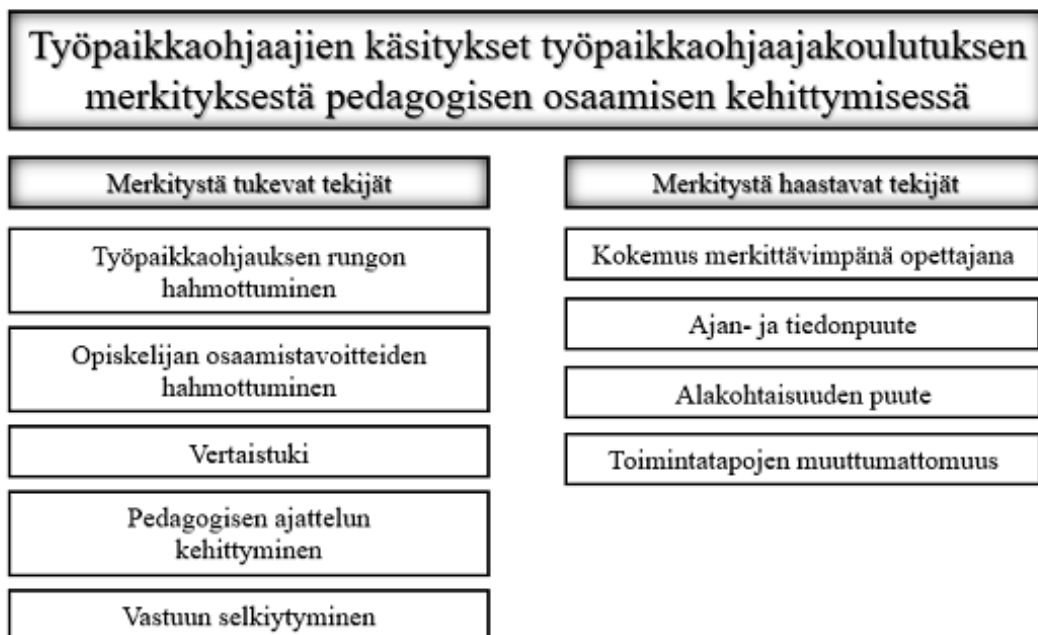 Työpaikkaohjaajien käsitykset työpaikkaohjaajakoulutuksen
merkityksestä pedagogisen osaamisen kehittymisessä
Merkitystä tukevat tekijät
Työpaikkaohjauksen rungon
hahmottuminen
Opiskelijan osaamistavoitteiden
hahmottuminen
Vertaistuki
Pedagogisen ajattelun
kehittyminen
Vastuun selkiytyminen
Merkitystä haastavat tekijät
Kokemus merkittävimpänä opettajana
Ajan- ja tiedonpuute
Alakohtaisuuden puute
Toimintatapojen muuttumattomuus